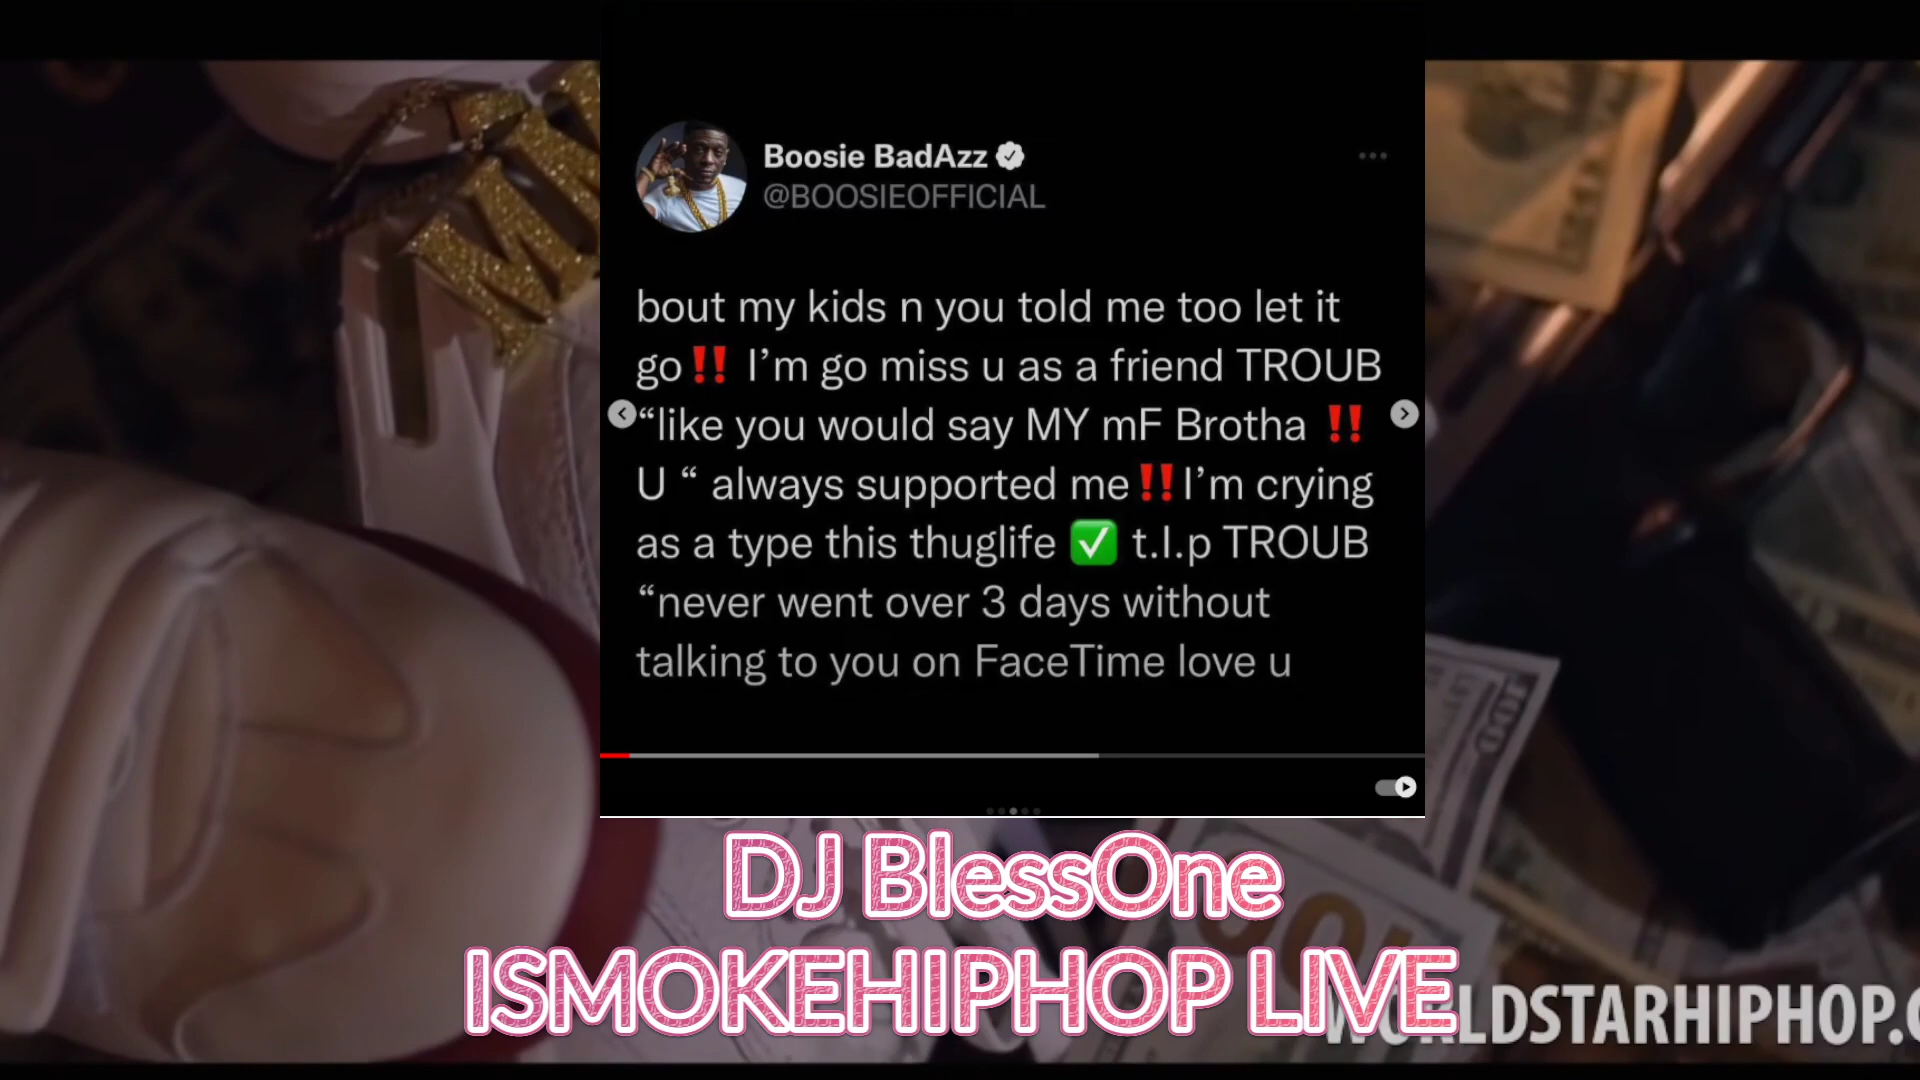 Boosie BadAzz
@BOOSIEOFFICIAL
bout my kids n you told me too let it
go‼️ I’m go miss u as a friend TROUB
“like you would say MY mF Brotha ‼️
U “ always supported me‼️I’m crying
as a type this thuglife ✅ t.I.p TROUB
“never went over 3 days without
talking to you on FaceTime love u
100
DJ BlessOne
ISMOKEHIPHOP LIVE
WORLDSTARHIPHOP.C